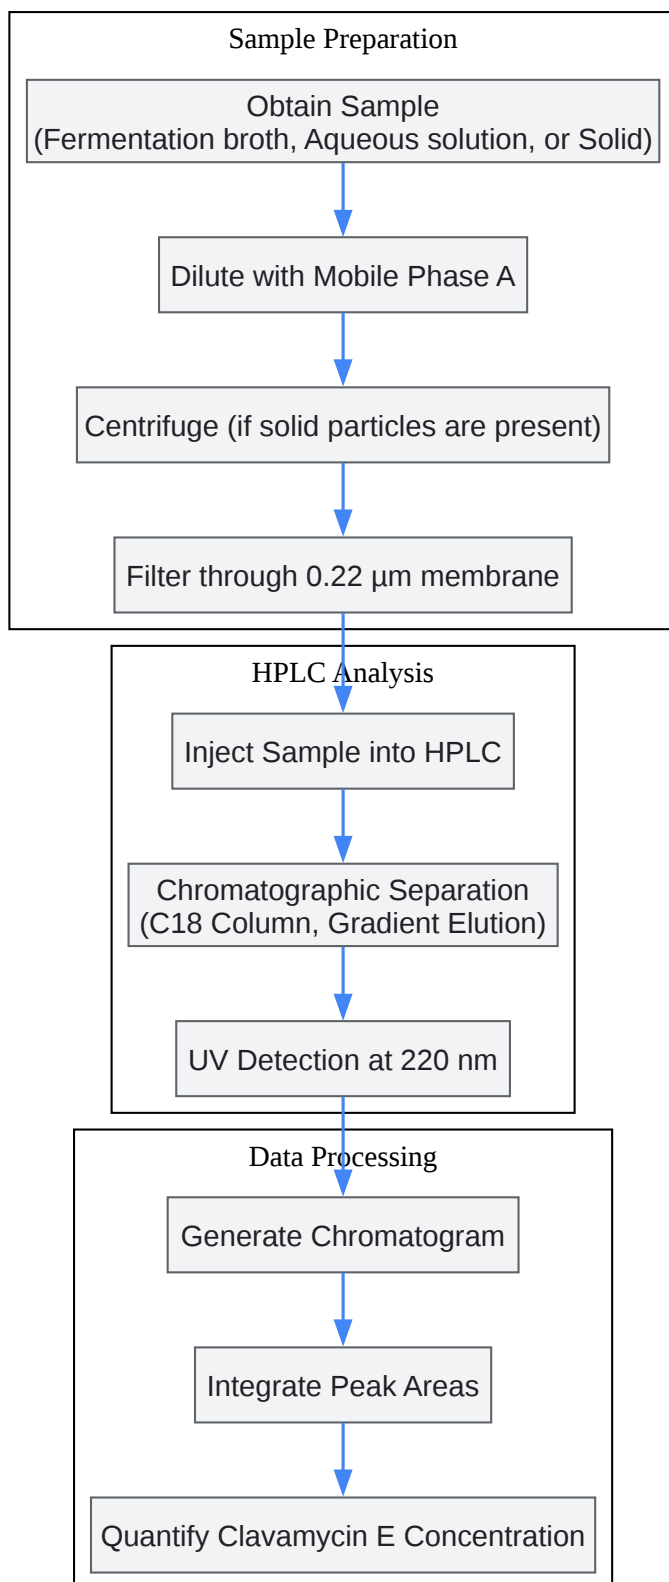 Sample Preparation
Obtain Sample
(Fermentation broth, Aqueous solution, or Solid)
Dilute with Mobile Phase A
Centrifuge (if solid particles are present)
Filter through 0.22 µm membrane
HPLC Analysis
Inject Sample into HPLC
Chromatographic Separation
(C18 Column, Gradient Elution)
UV Detection at 220 nm
Data Processing
Generate Chromatogram
Integrate Peak Areas
Quantify Clavamycin E Concentration